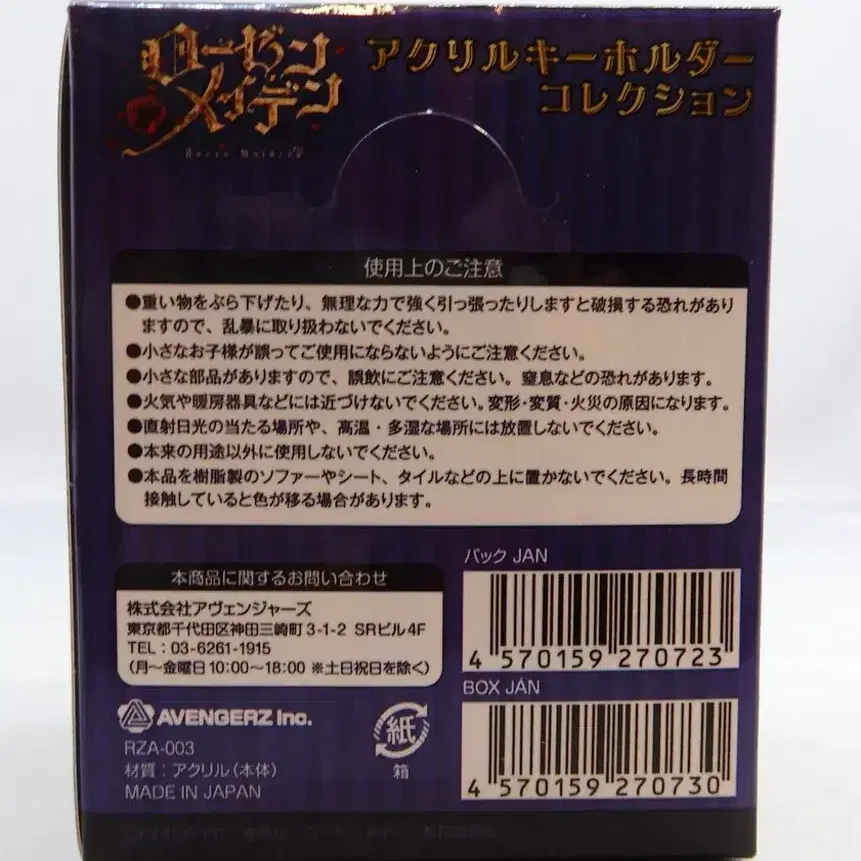 ローゼン
メイデン
Rozen Maiden
アクリルキーホルダー
コレクション
使用上のご注意
●重い物をぶら下げたり、無理な力で強く引っ張ったりしますと破損する恐れがあり
ますので、乱暴に取り扱わないでください。
●小さなお子様が誤ってご使用にならないようにご注意ください。
●小さな部品がありますので、誤飲にご注意ください。窒息などの恐れがあります。
●火気や暖房器具などには近づけないでください。変形・変質・火災の原因になります。
●直射日光の当たる場所や、高温・多湿な場所には放置しないでください。
●本来の用途以外に使用しないでください。
●本品を樹脂製のソファーやシート、タイルなどの上に置かないでください。長時間
接触していると色が移る場合があります。
本商品に関するお問い合わせ
株式会社アヴェンジャーズ
東京都千代田区神田三崎町3-1-2 SRビル4F
TEL：03-6261-1915
（月〜金曜日10:00〜18:00 ※土日祝日を除く）
AVENGERZ Inc.
RZA-003
材質：アクリル（本体）
MADE IN JAPAN
紙
箱
パック JAN
4 570159 270723
BOX JAN
4 570159 270730